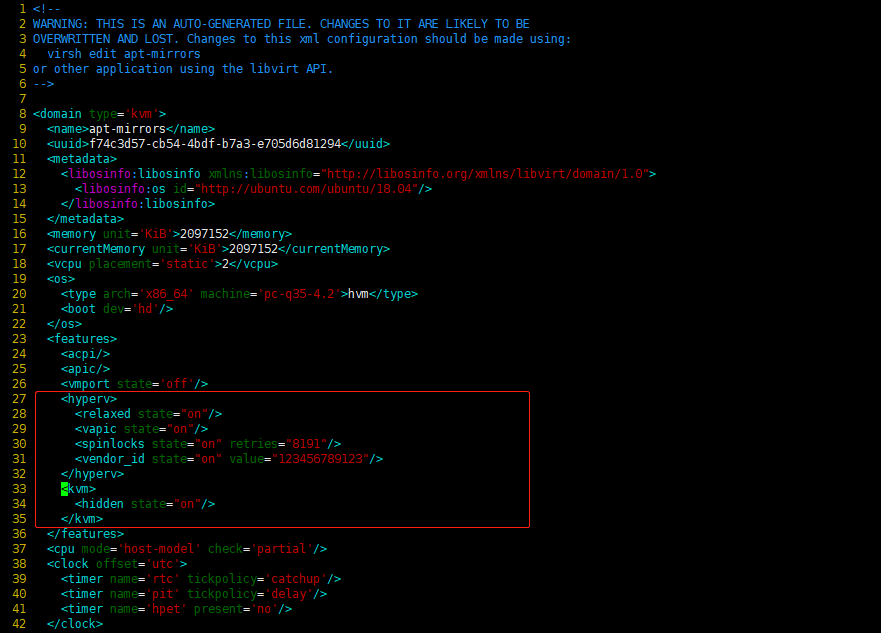 1 <!--
2 WARNING: THIS IS AN AUTO-GENERATED FILE. CHANGES TO IT ARE LIKELY TO BE
3 OVERWRITTEN AND LOST. Changes to this xml configuration should be made using:
4   virsh edit apt-mirrors
5 or other application using the libvirt API.
6 -->
7
8 <domain type='kvm'>
9   <name>apt-mirrors</name>
10   <uuid>f74c3d57-cb54-4bdf-b7a3-e705d6d81294</uuid>
11   <metadata>
12     <libosinfo:libosinfo xmlns:libosinfo="http://libosinfo.org/xmlns/libvirt/domain/1.0">
13       <libosinfo:os id="http://ubuntu.com/ubuntu/18.04"/>
14     </libosinfo:libosinfo>
15   </metadata>
16   <memory unit='KiB'>2097152</memory>
17   <currentMemory unit='KiB'>2097152</currentMemory>
18   <vcpu placement='static'>2</vcpu>
19   <os>
20     <type arch='x86_64' machine='pc-q35-4.2'>hvm</type>
21     <boot dev='hd'/>
22   </os>
23   <features>
24     <acpi/>
25     <apic/>
26     <vmport state='off'/>
27     <hyperv>
28       <relaxed state="on"/>
29       <vapic state="on"/>
30       <spinlocks state="on" retries="8191"/>
31       <vendor_id state="on" value="123456789123"/>
32     </hyperv>
33     <kvm>
34       <hidden state="on"/>
35     </kvm>
36   </features>
37   <cpu mode='host-model' check='partial'/>
38   <clock offset='utc'>
39     <timer name='rtc' tickpolicy='catchup'/>
40     <timer name='pit' tickpolicy='delay'/>
41     <timer name='hpet' present='no'/>
42   </clock>